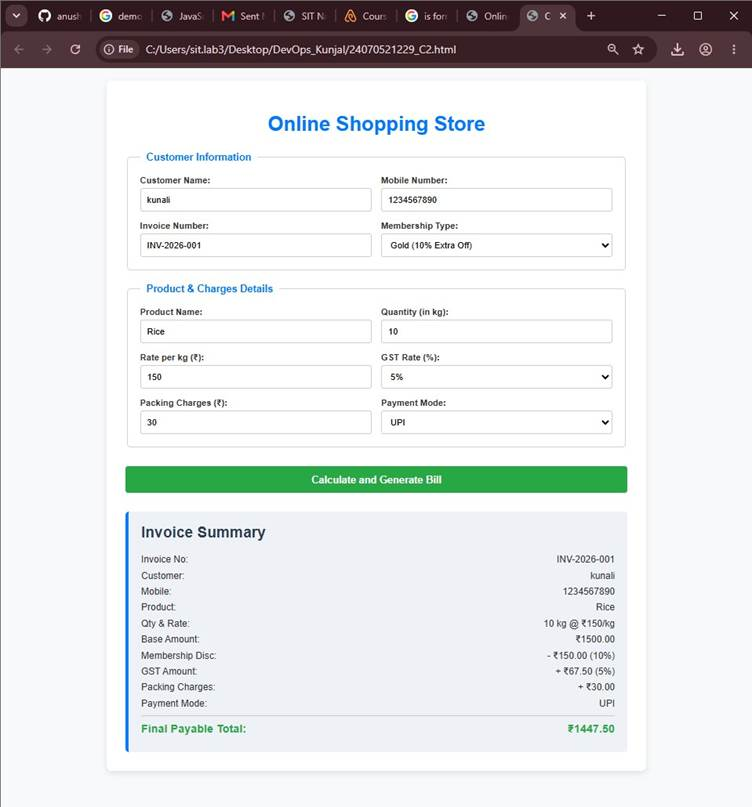 anush
demo
JavaS
Sent
SIT N
Cours
is for
Onlin
C
File C:/Users/sit.lab3/Desktop/DevOps_Kunjal/24070521229_C2.html
Online Shopping Store
Customer Information
Customer Name: Mobile Number:
kunali 1234567890
Invoice Number: Membership Type:
INV-2026-001 Gold (10% Extra Off)
Product & Charges Details
Product Name: Quantity (in kg):
Rice 10
Rate per kg (₹): GST Rate (%):
150 5%
Packing Charges (₹): Payment Mode:
30 UPI
Calculate and Generate Bill
Invoice Summary
Invoice No: INV-2026-001
Customer: kunali
Mobile: 1234567890
Product: Rice
Qty & Rate: 10 kg @ ₹150/kg
Base Amount: ₹1500.00
Membership Disc: - ₹150.00 (10%)
GST Amount: + ₹67.50 (5%)
Packing Charges: + ₹30.00
Payment Mode: UPI
Final Payable Total: ₹1447.50